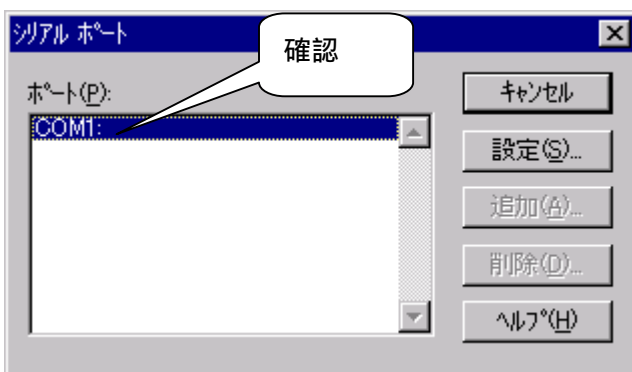 シリアル ポート
確認
ポート(P):
COM1:
キャンセル
設定(S)...
追加(A)...
削除(D)...
ヘルプ(H)